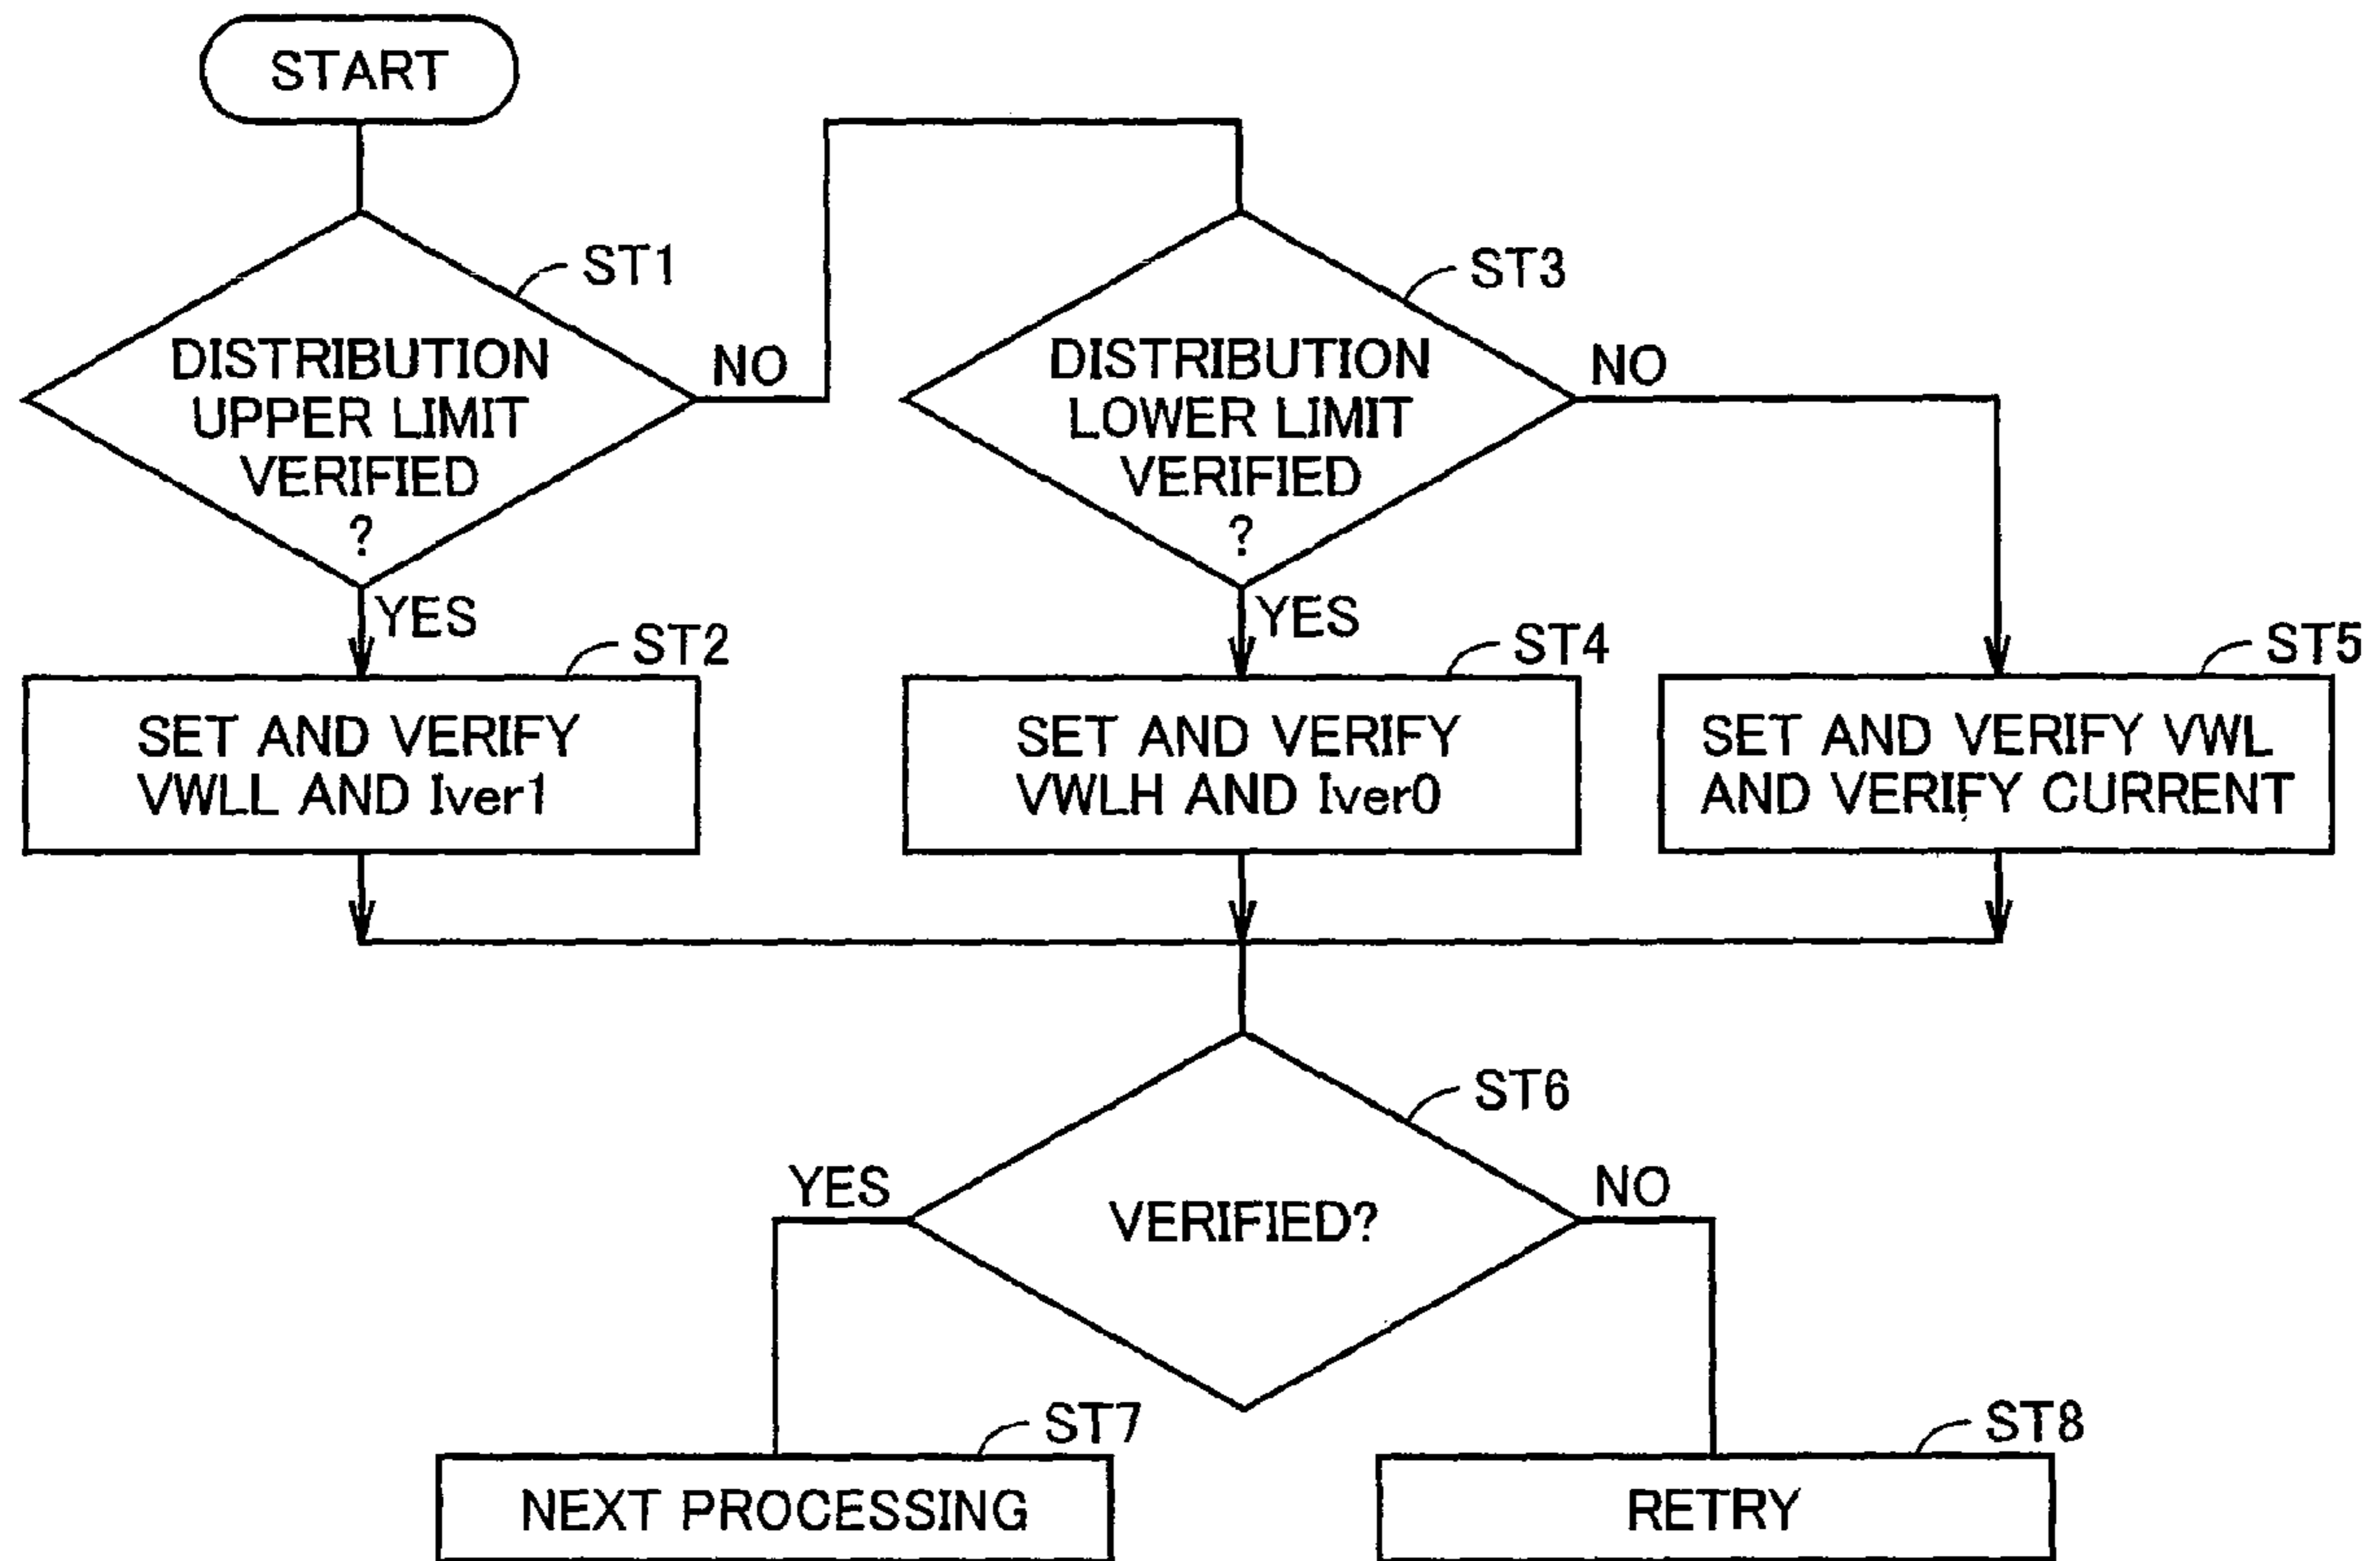 START
ST1
DISTRIBUTION
UPPER LIMIT
VERIFIED
?
NO
YES
ST3
DISTRIBUTION
LOWER LIMIT
VERIFIED
?
NO
YES
ST2
SET AND VERIFY
VWLL AND Iver1
ST4
SET AND VERIFY
VWLH AND Iver0
ST5
SET AND VERIFY VWL
AND VERIFY CURRENT
ST6
VERIFIED?
YES
NO
ST7
NEXT PROCESSING
ST8
RETRY